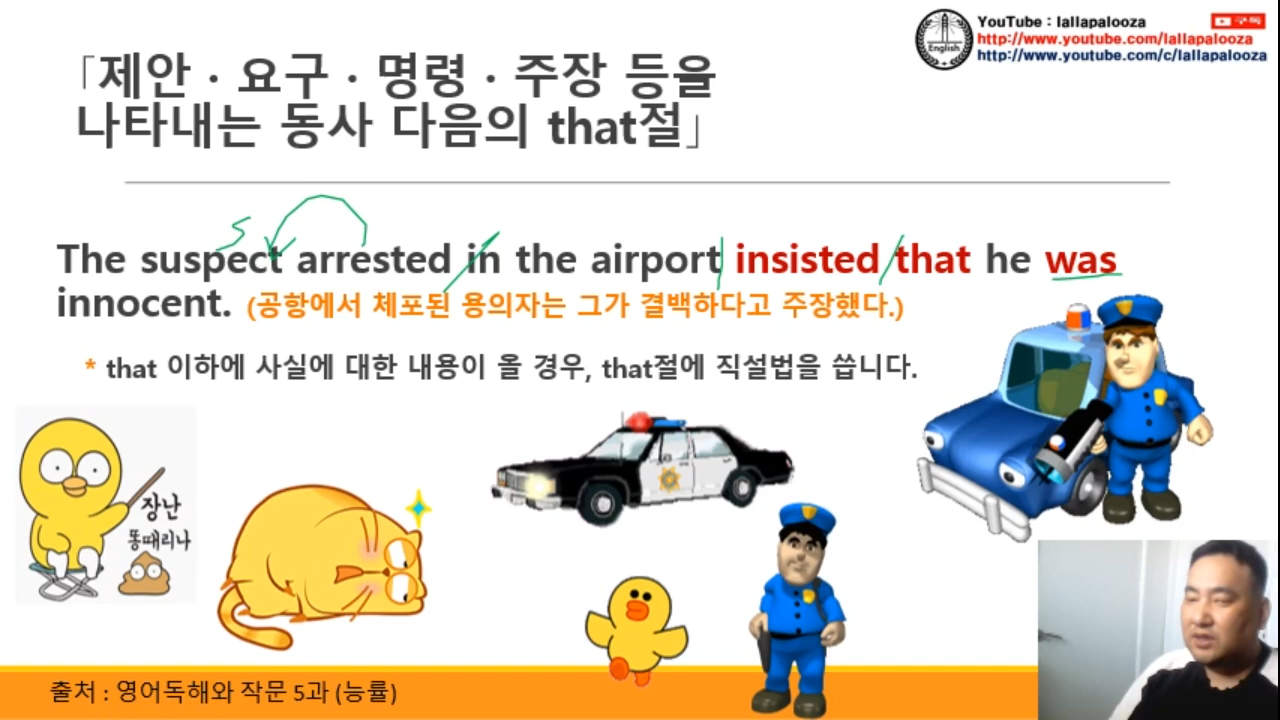 YouTube : lallapalooza
구독
http://www.youtube.com/lallapalooza
http://www.youtube.com/c/lallapalooza
English
「제안 · 요구 · 명령 · 주장 등을
나타내는 동사 다음의 that절」
S
The suspect arrested in the airport insisted that he was
innocent. (공항에서 체포된 용의자는 그가 결백하다고 주장했다.)
* that 이하에 사실에 대한 내용이 올 경우, that절에 직설법을 씁니다.
장난
똥때리나
출처 : 영어독해와 작문 5과 (능률)